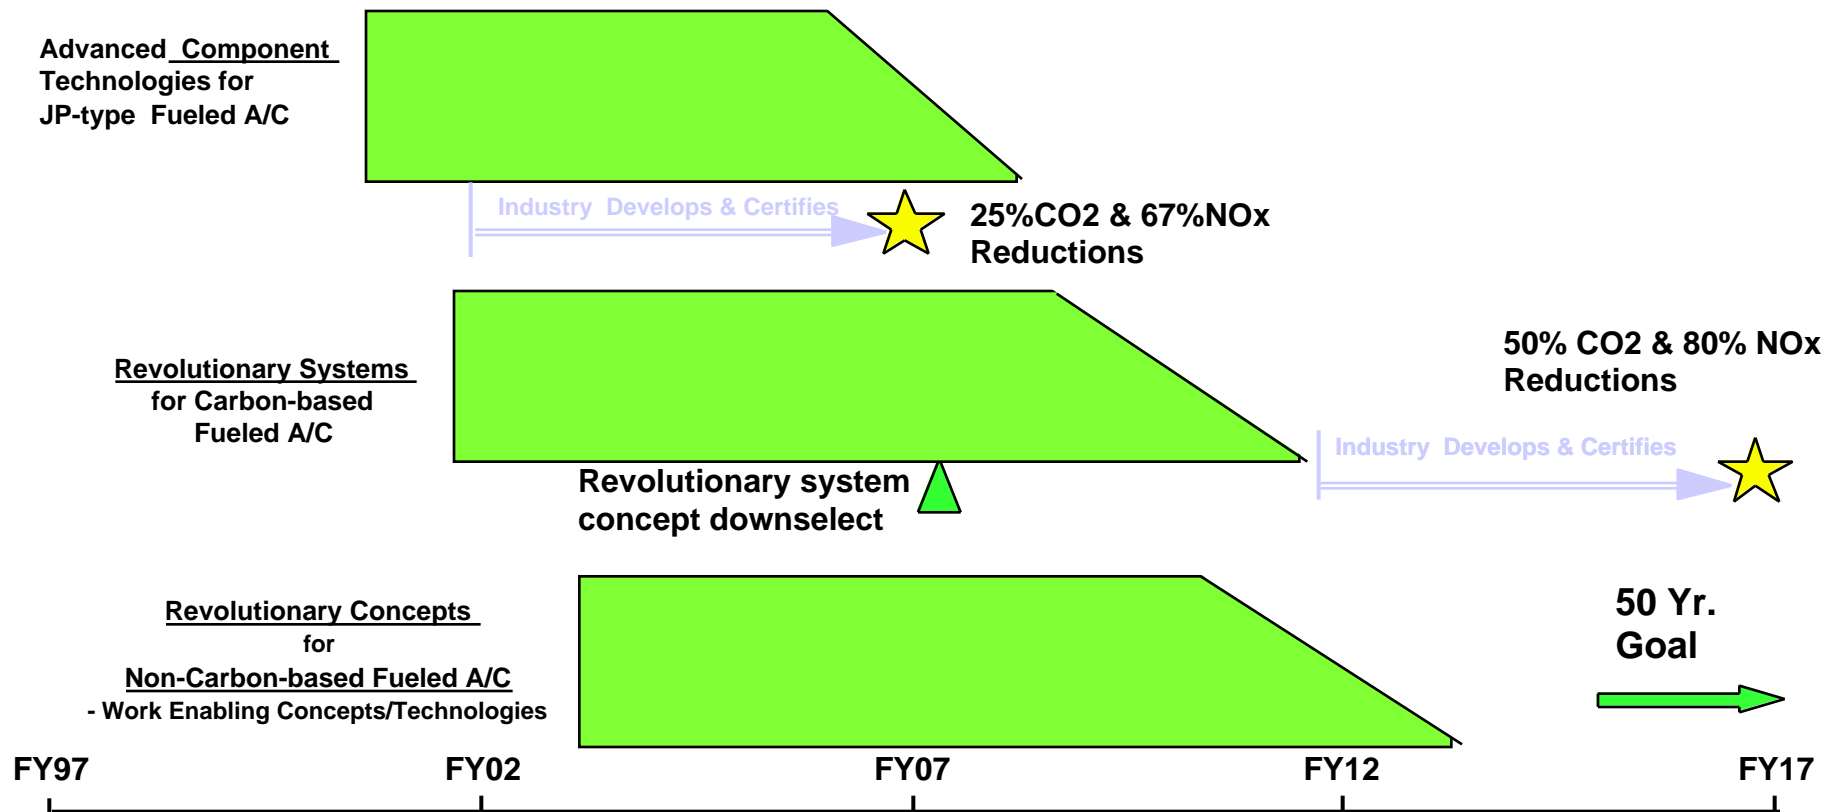 Advanced Component
Technologies for
JP-type Fueled A/C
Industry Develops & Certifies
25%CO2 & 67%NOx
Reductions
Revolutionary Systems
for Carbon-based
Fueled A/C
50% CO2 & 80% NOx
Reductions
Industry Develops & Certifies
Revolutionary system
concept downselect
Revolutionary Concepts
for
Non-Carbon-based Fueled A/C
- Work Enabling Concepts/Technologies
50 Yr.
Goal
FY97 FY02 FY07 FY12 FY17